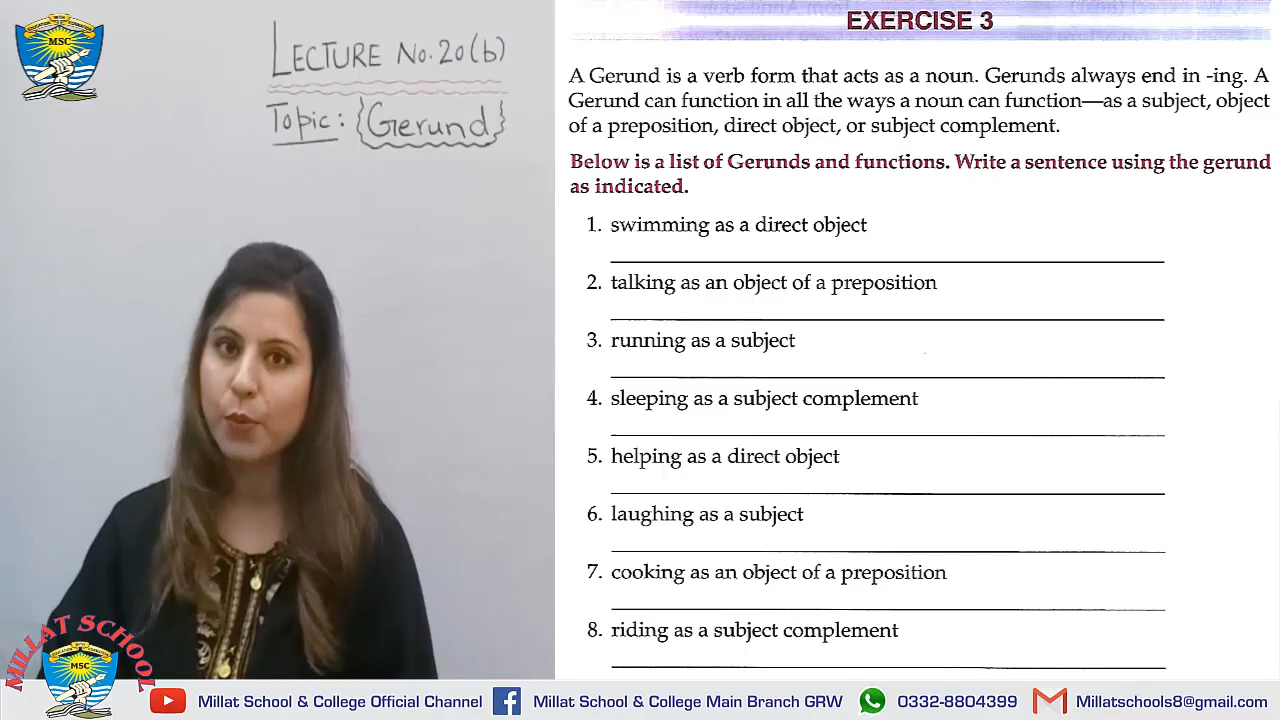 MSC
LECTURE No. 20(b)
Topic: {Gerund}
EXERCISE 3
A Gerund is a verb form that acts as a noun. Gerunds always end in -ing. A
Gerund can function in all the ways a noun can function—as a subject, object
of a preposition, direct object, or subject complement.
Below is a list of Gerunds and functions. Write a sentence using the gerund
as indicated.
1. swimming as a direct object
2. talking as an object of a preposition
3. running as a subject
4. sleeping as a subject complement
5. helping as a direct object
6. laughing as a subject
7. cooking as an object of a preposition
8. riding as a subject complement
MILLAT SCHOOL
MSC
Millat School & College Official Channel
Millat School & College Main Branch GRW
0332-8804399
Millatschools8@gmail.com